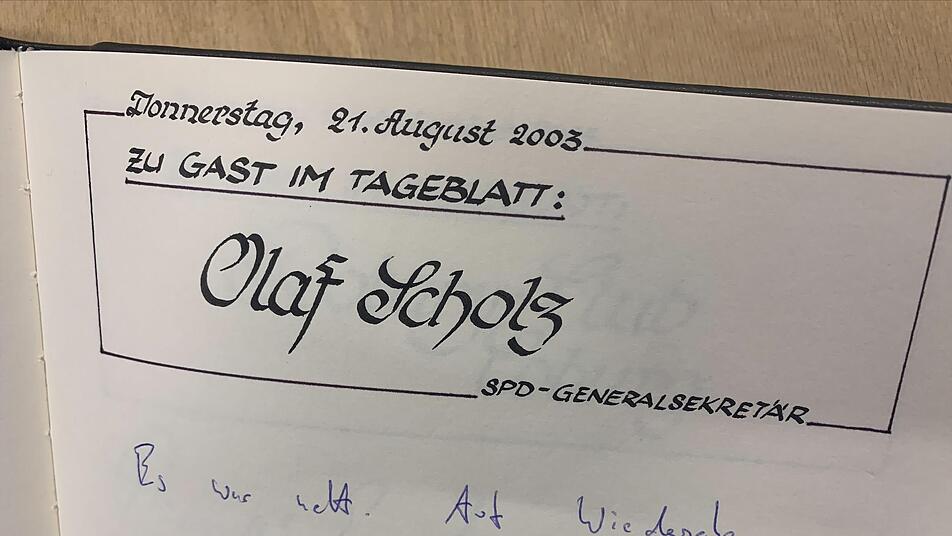 Donnerstag, 21. August 2003
ZU GAST IM TAGEBLATT:
Olaf Scholz
SPD-GENERALSEKRETÄR
Es war nett. Auf